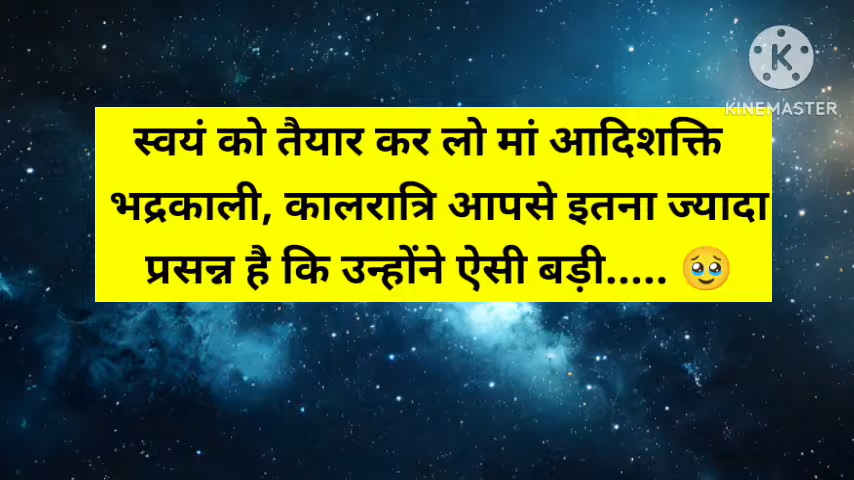 K
KINEMASTER
स्वयं को तैयार कर लो मां आदिशक्ति
भद्रकाली, कालरात्रि आपसे इतना ज्यादा
प्रसन्न है कि उन्होंने ऐसी बड़ी..... 🥹